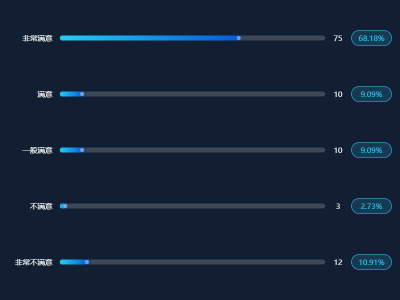 非常满意 75 68.18%
满意 10 9.09%
一般满意 10 9.09%
不满意 3 2.73%
非常不满意 12 10.91%